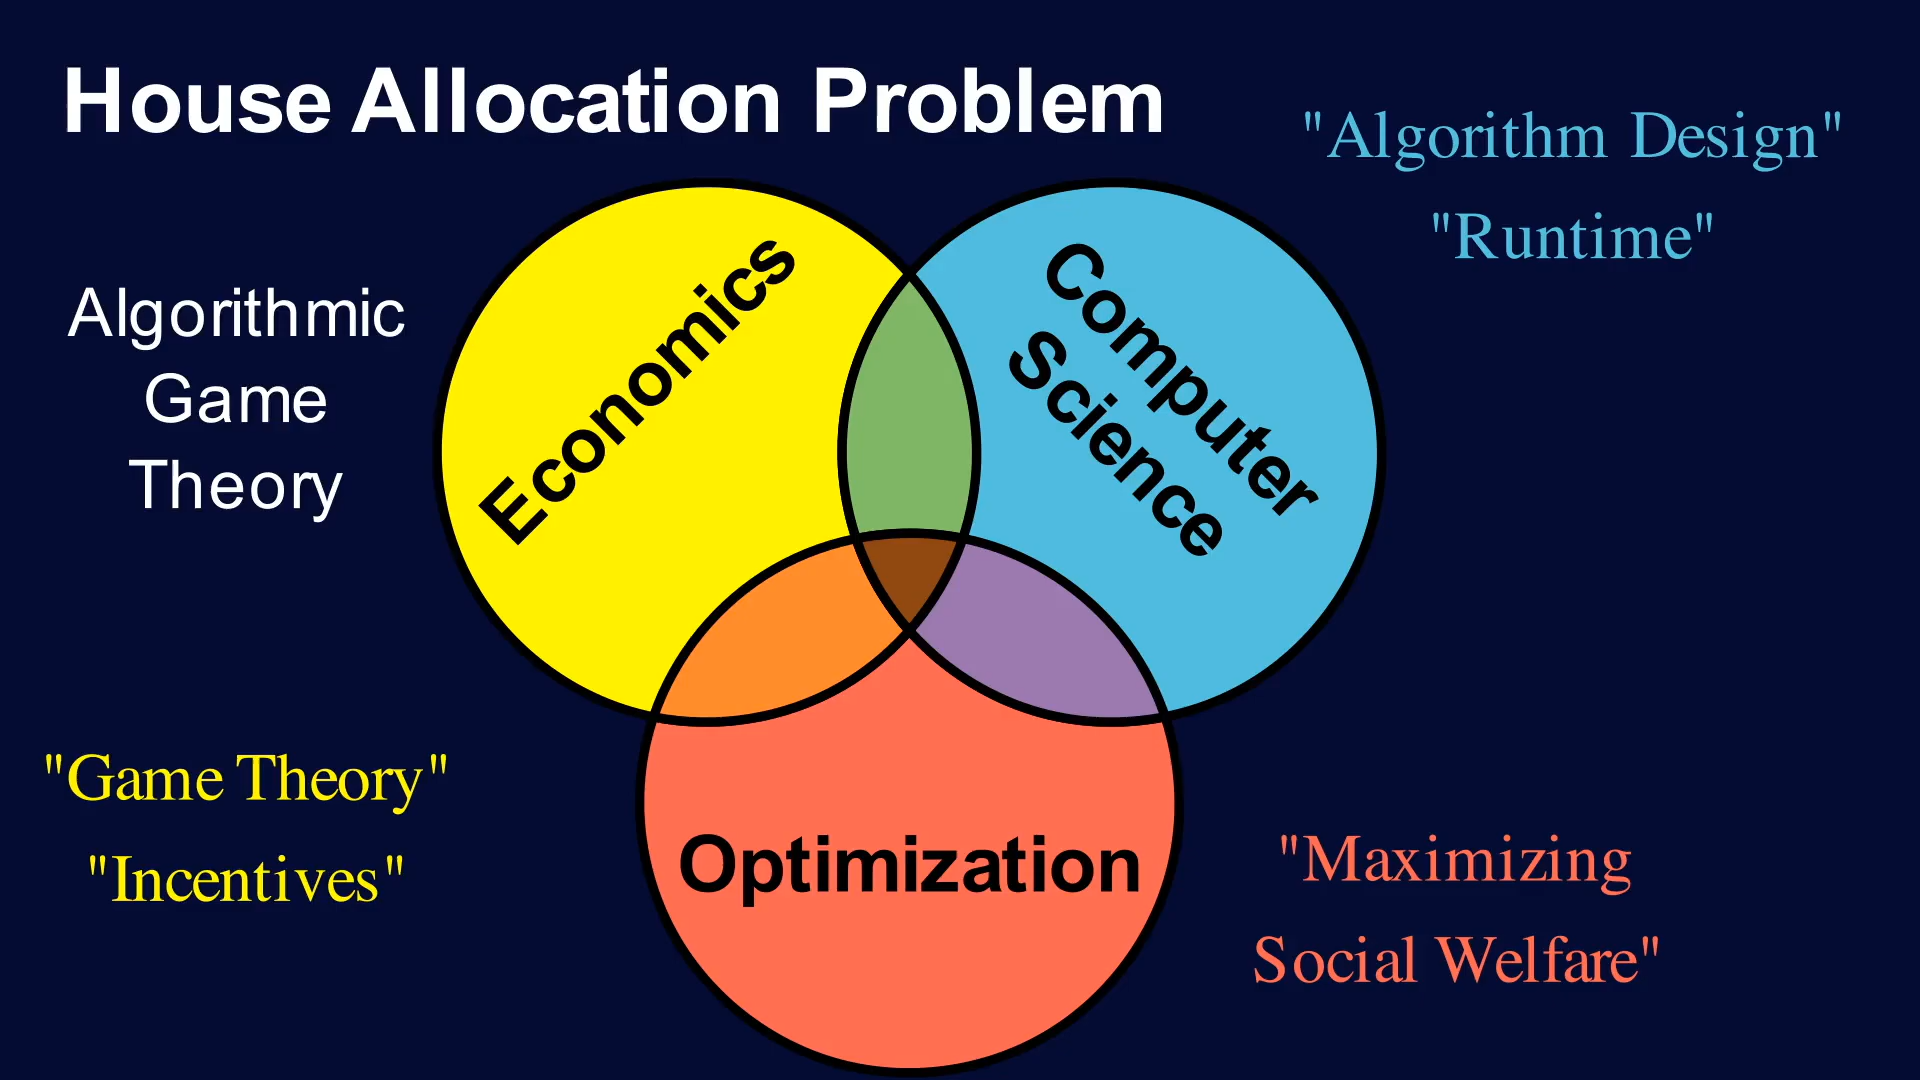 House Allocation Problem
"Algorithm Design"
"Runtime"
Algorithmic
Game
Theory
Economics
Computer
Science
"Game Theory"
"Incentives"
Optimization
"Maximizing
Social Welfare"